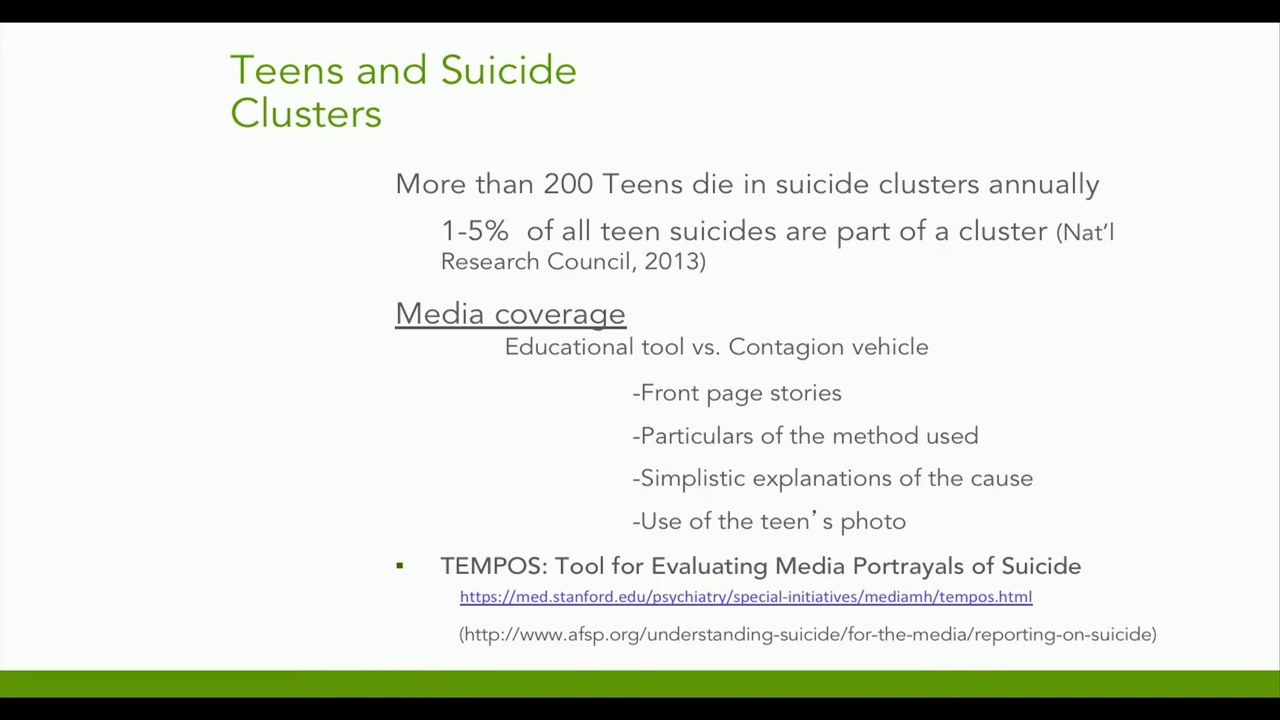 Teens and Suicide
Clusters
More than 200 Teens die in suicide clusters annually
1-5% of all teen suicides are part of a cluster (Nat’l
Research Council, 2013)
Media coverage
Educational tool vs. Contagion vehicle
-Front page stories
-Particulars of the method used
-Simplistic explanations of the cause
-Use of the teen’s photo
▪ TEMPOS: Tool for Evaluating Media Portrayals of Suicide
https://med.stanford.edu/psychiatry/special-initiatives/mediamh/tempos.html
(http://www.afsp.org/understanding-suicide/for-the-media/reporting-on-suicide)